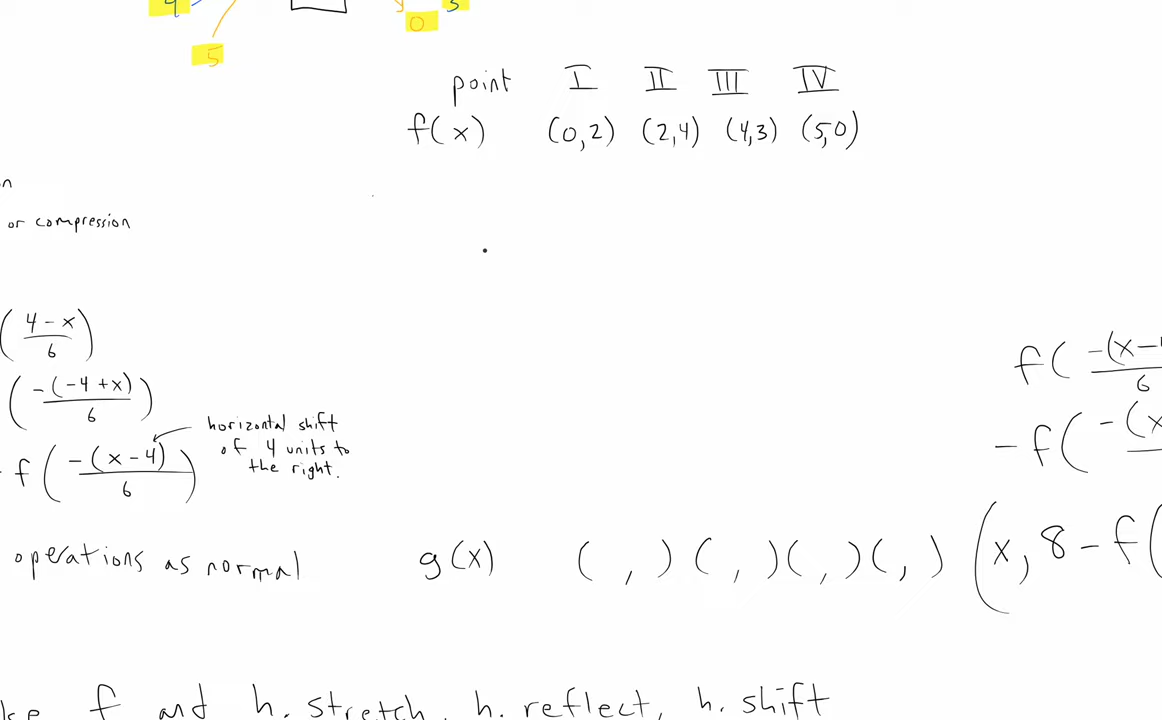 4
5
0
3
point I II III IV
f(x) (0,2) (2,4) (4,3) (5,0)
or compression
(4-x/6)
(-(-4+x)/6)
f(-(x-4)/6)
horizontal shift
of 4 units to
the right.
f(-(x-
6
-f(-(x
operations as normal
g(x) ( , ) ( , ) ( , ) ( , ) (x, 8-f(
f and h. stretch, h. reflect, h. shift